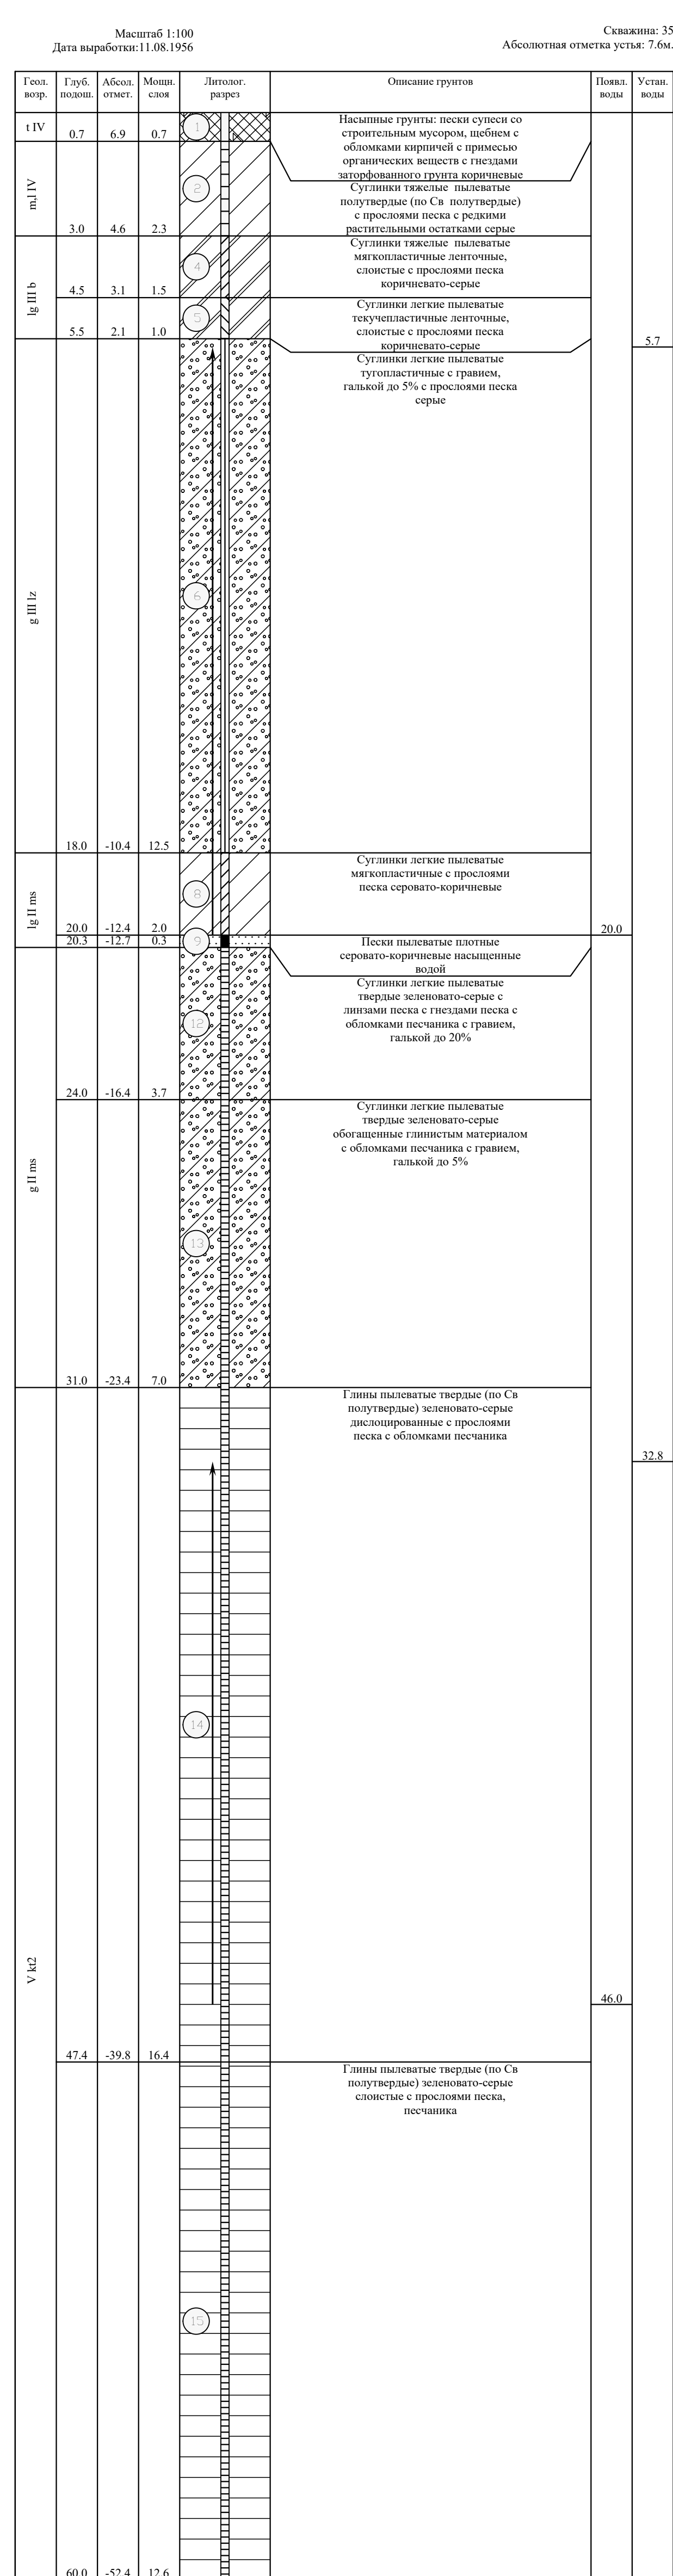 Масштаб 1:100
Дата выработки:11.08.1956
Скважина: 35
Абсолютная отметка устья: 7.6м.
Геол. возр.
Глуб. подош.
Абсол. отмет.
Мощн. слоя
Литолог. разрез
Описание грунтов
Появл. воды
Устан. воды
t IV
0.7 6.9 0.7
1
Насыпные грунты: пески супеси со
строительным мусором, щебнем с
обломками кирпичей с примесью
органических веществ с гнездами
заторфованного грунта коричневые
m,l IV
3.0 4.6 2.3
2
Суглинки тяжелые пылеватые
полутвердые (по Св полутвердые)
с прослоями песка с редкими
растительными остатками серые
lg III b
4.5 3.1 1.5
4
Суглинки тяжелые пылеватые
мягкопластичные ленточные,
слоистые с прослоями песка
коричневато-серые
5.5 2.1 1.0
5
Суглинки легкие пылеватые
текучепластичные ленточные,
слоистые с прослоями песка
коричневато-серые
5.7
g III lz
18.0 -10.4 12.5
6
Суглинки легкие пылеватые
тугопластичные с гравием,
галькой до 5% с прослоями песка
серые
lg II ms
20.0 -12.4 2.0
8
Суглинки легкие пылеватые
мягкопластичные с прослоями
песка серовато-коричневые
20.0
20.3 -12.7 0.3
9
Пески пылеватые плотные
серовато-коричневые насыщенные
водой
g II ms
24.0 -16.4 3.7
12
Суглинки легкие пылеватые
твердые зеленовато-серые с
линзами песка с гнездами песка с
обломками песчаника с гравием,
галькой до 20%
31.0 -23.4 7.0
13
Суглинки легкие пылеватые
твердые зеленовато-серые
обогащенные глинистым материалом
с обломками песчаника с гравием,
галькой до 5%
V kt2
47.4 -39.8 16.4
14
Глины пылеватые твердые (по Св
полутвердые) зеленовато-серые
дислоцированные с прослоями
песка с обломками песчаника
32.8
46.0
60.0 -52.4 12.6
15
Глины пылеватые твердые (по Св
полутвердые) зеленовато-серые
слоистые с прослоями песка,
песчаника